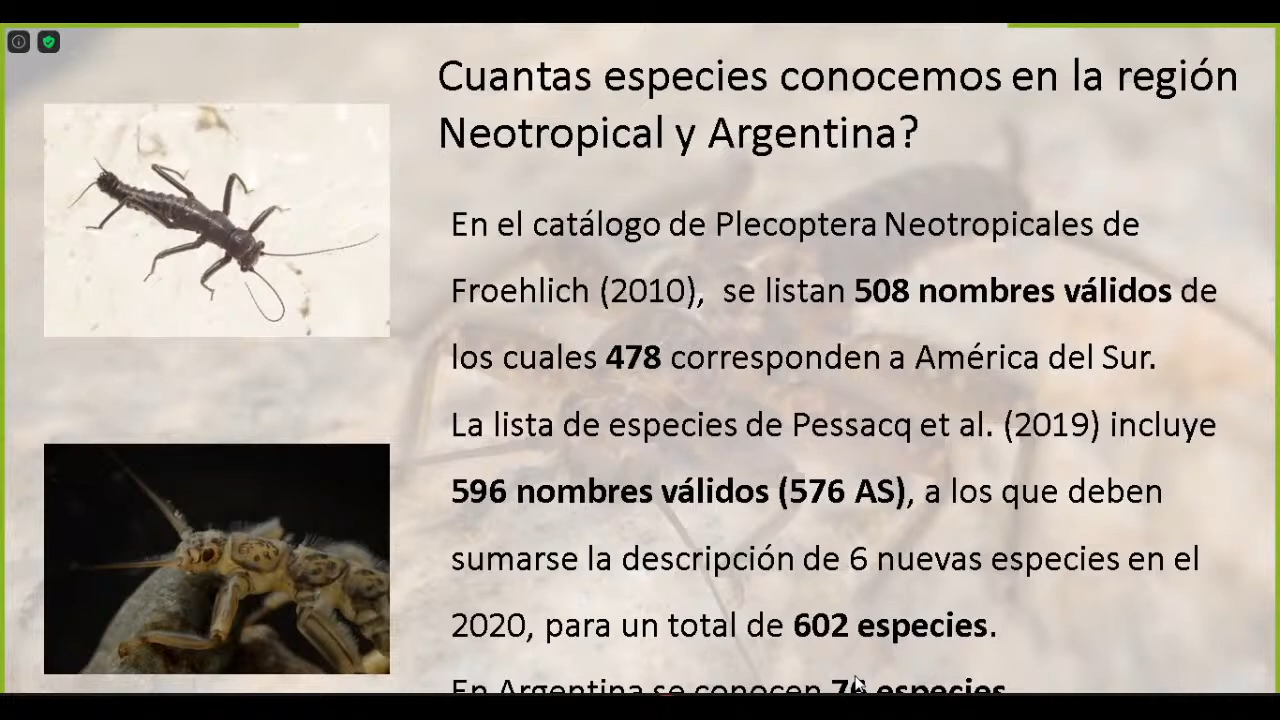 Cuantas especies conocemos en la región
Neotropical y Argentina?
En el catálogo de Plecoptera Neotropicales de
Froehlich (2010), se listan 508 nombres válidos de
los cuales 478 corresponden a América del Sur.
La lista de especies de Pessacq et al. (2019) incluye
596 nombres válidos (576 AS), a los que deben
sumarse la descripción de 6 nuevas especies en el
2020, para un total de 602 especies.
En Argentina se conocen especies